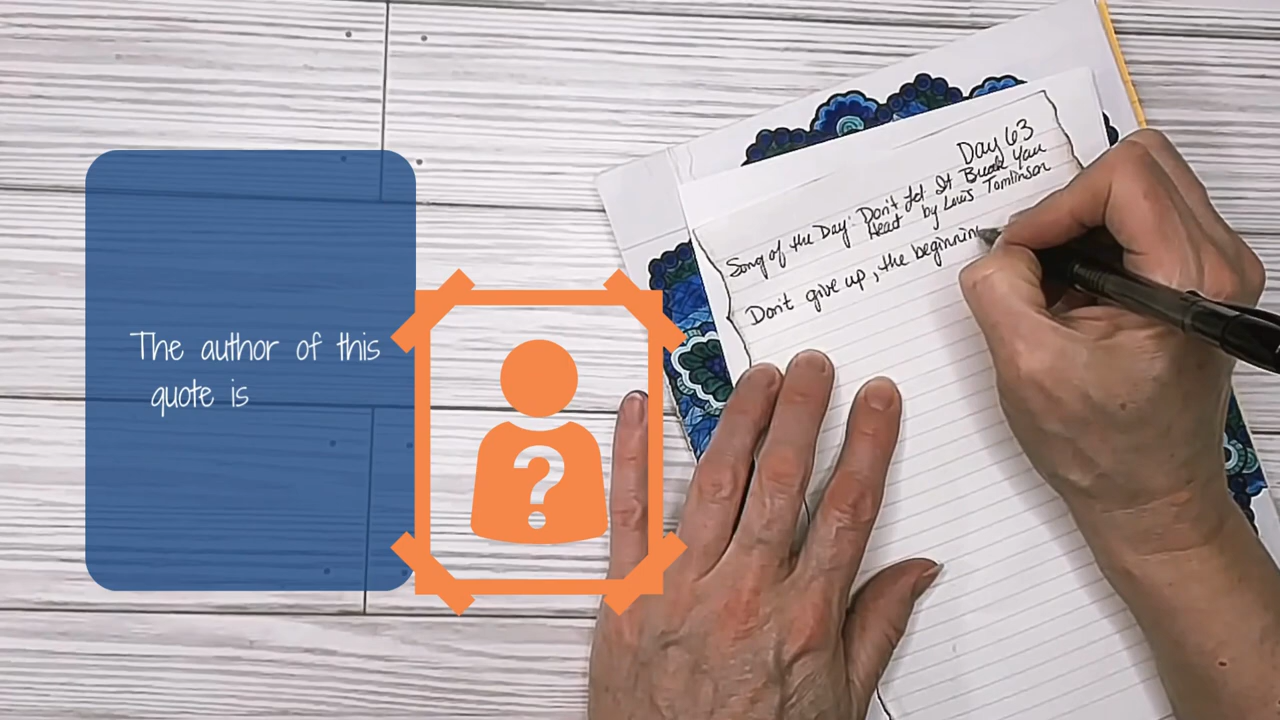 The author of this
quote is
?
Day 63
Song of the Day: Don't Let It Break You
Heart by Louis Tomlinson
Don't give up, the beginning